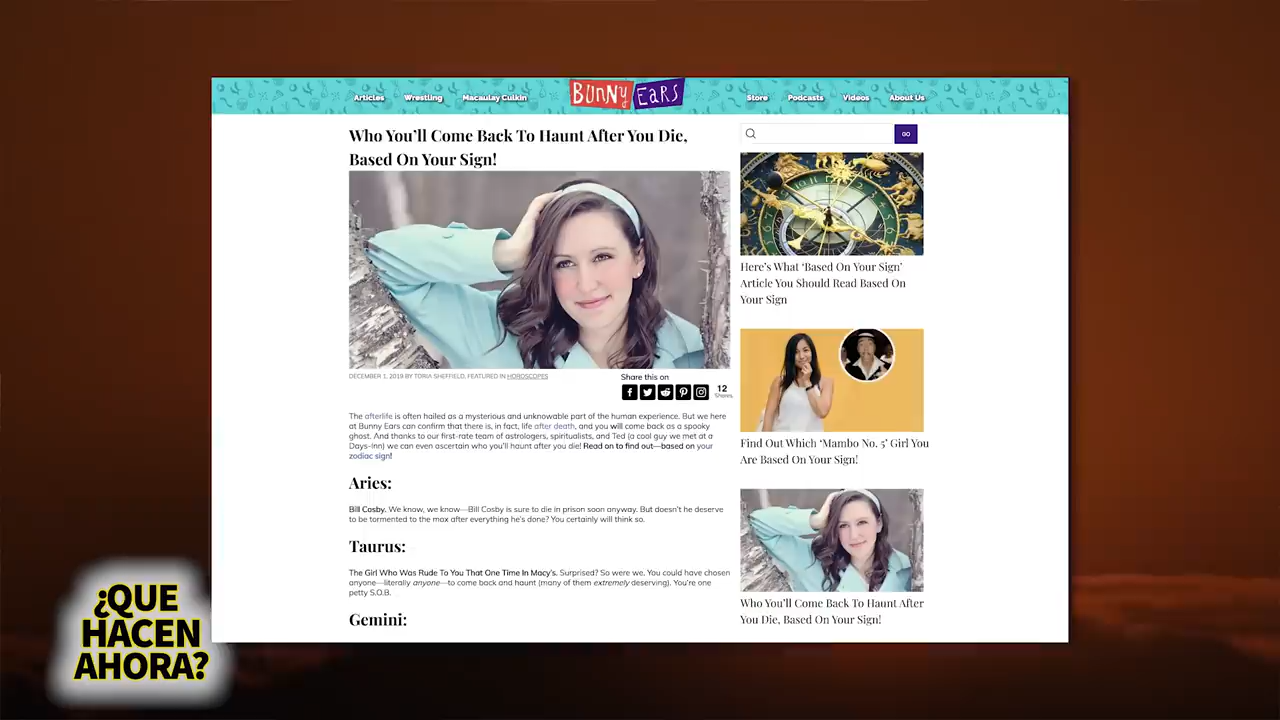 Articles
Wrestling
Macaulay Culkin
BUNNY EARS
Store
Podcasts
Videos
About Us
Who You'll Come Back To Haunt After You Die,
Based On Your Sign!
DECEMBER 1, 2019 BY TORIA SHEFFIELD, FEATURED IN HOROSCOPES
Share this on
12
Shares
The afterlife is often hailed as a mysterious and unknowable part of the human experience. But we here
at Bunny Ears can confirm that there is, in fact, life after death, and you will come back as a spooky
ghost. And thanks to our first-rate team of astrologers, spiritualists, and Ted (a cool guy we met at a
Days-Inn) we can even ascertain who you'll haunt after you die! Read on to find out—based on your
zodiac sign!
Aries:
Bill Cosby. We know, we know—Bill Cosby is sure to die in prison soon anyway. But doesn't he deserve
to be tormented to the max after everything he's done? You certainly will think so.
Taurus:
The Girl Who Was Rude To You That One Time In Macy's. Surprised? So were we. You could have chosen
anyone—literally anyone—to come back and haunt (many of them extremely deserving). You're one
petty S.O.B.
Gemini:
GO
Here's What 'Based On Your Sign'
Article You Should Read Based On
Your Sign
Find Out Which 'Mambo No. 5' Girl You
Are Based On Your Sign!
Who You'll Come Back To Haunt After
You Die, Based On Your Sign!
¿QUE
HACEN
AHORA?